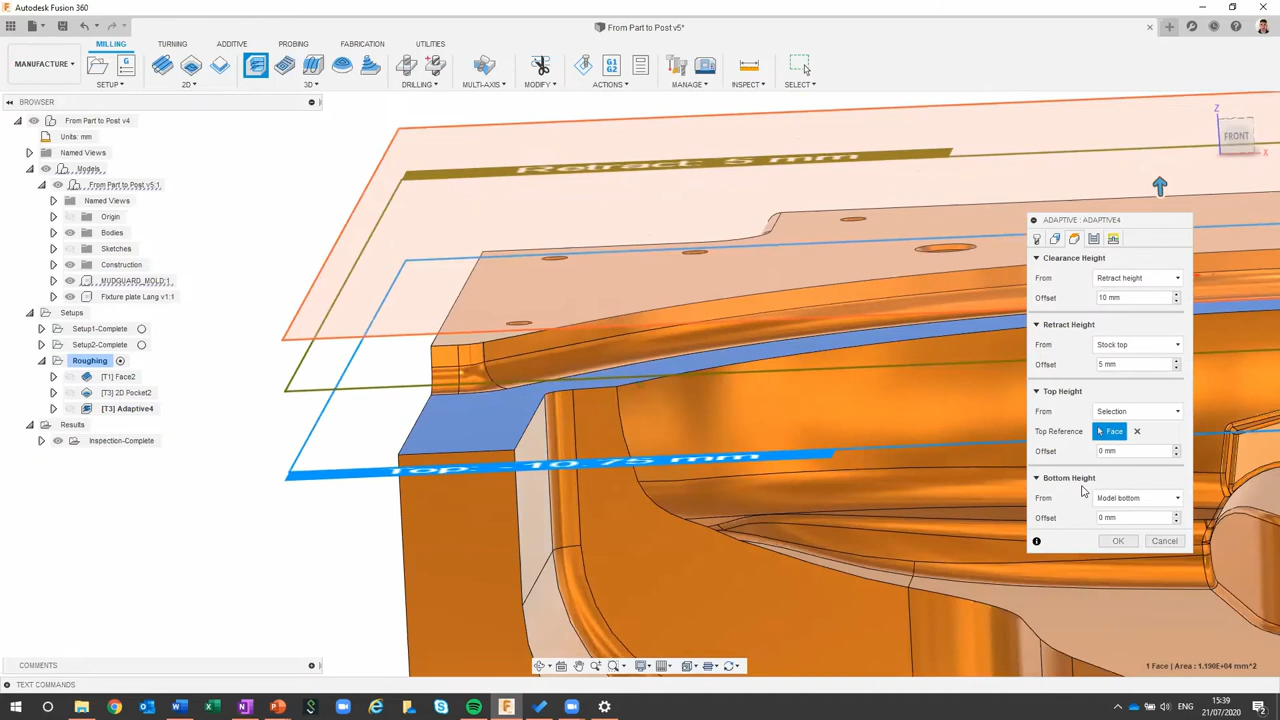 Autodesk Fusion 360
From Part to Post v5*
MILLING
TURNING
ADDITIVE
PROBING
FABRICATION
UTILITIES
MANUFACTURE
SETUP
2D
3D
DRILLING
MULTI-AXIS
MODIFY
G1
G2
ACTIONS
MANAGE
INSPECT
SELECT
BROWSER
From Part to Post v4
Units: mm
Named Views
Models
From Part to Post v5:1
Named Views
Origin
Bodies
Sketches
Construction
MUDGUARD_MOLD:1
Fixture plate Lang v1:1
Setups
Setup1-Complete
Setup2-Complete
Roughing
[T1] Face2
[T3] 2D Pocket2
[T3] Adaptive4
Results
Inspection-Complete
Retract: 5 mm
Top: -10.75 mm
Z
FRONT
X
ADAPTIVE : ADAPTIVE4
Clearance Height
From Retract height
Offset 10 mm
Retract Height
From Stock top
Offset 5 mm
Top Height
From Selection
Top Reference Face
Offset 0 mm
Bottom Height
From Model bottom
Offset 0 mm
OK Cancel
1 Face | Area : 1.190E+04 mm^2
COMMENTS
TEXT COMMANDS
ENG
15:39
21/07/2020